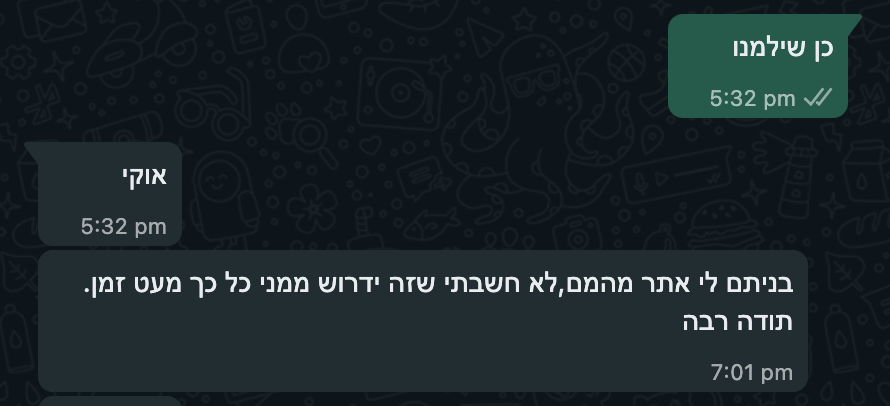 כן שילמנו
5:32 pm
אוקי
5:32 pm
בניתם לי אתר מהמם,לא חשבתי שזה ידרוש ממני כל כך מעט זמן.
תודה רבה
7:01 pm